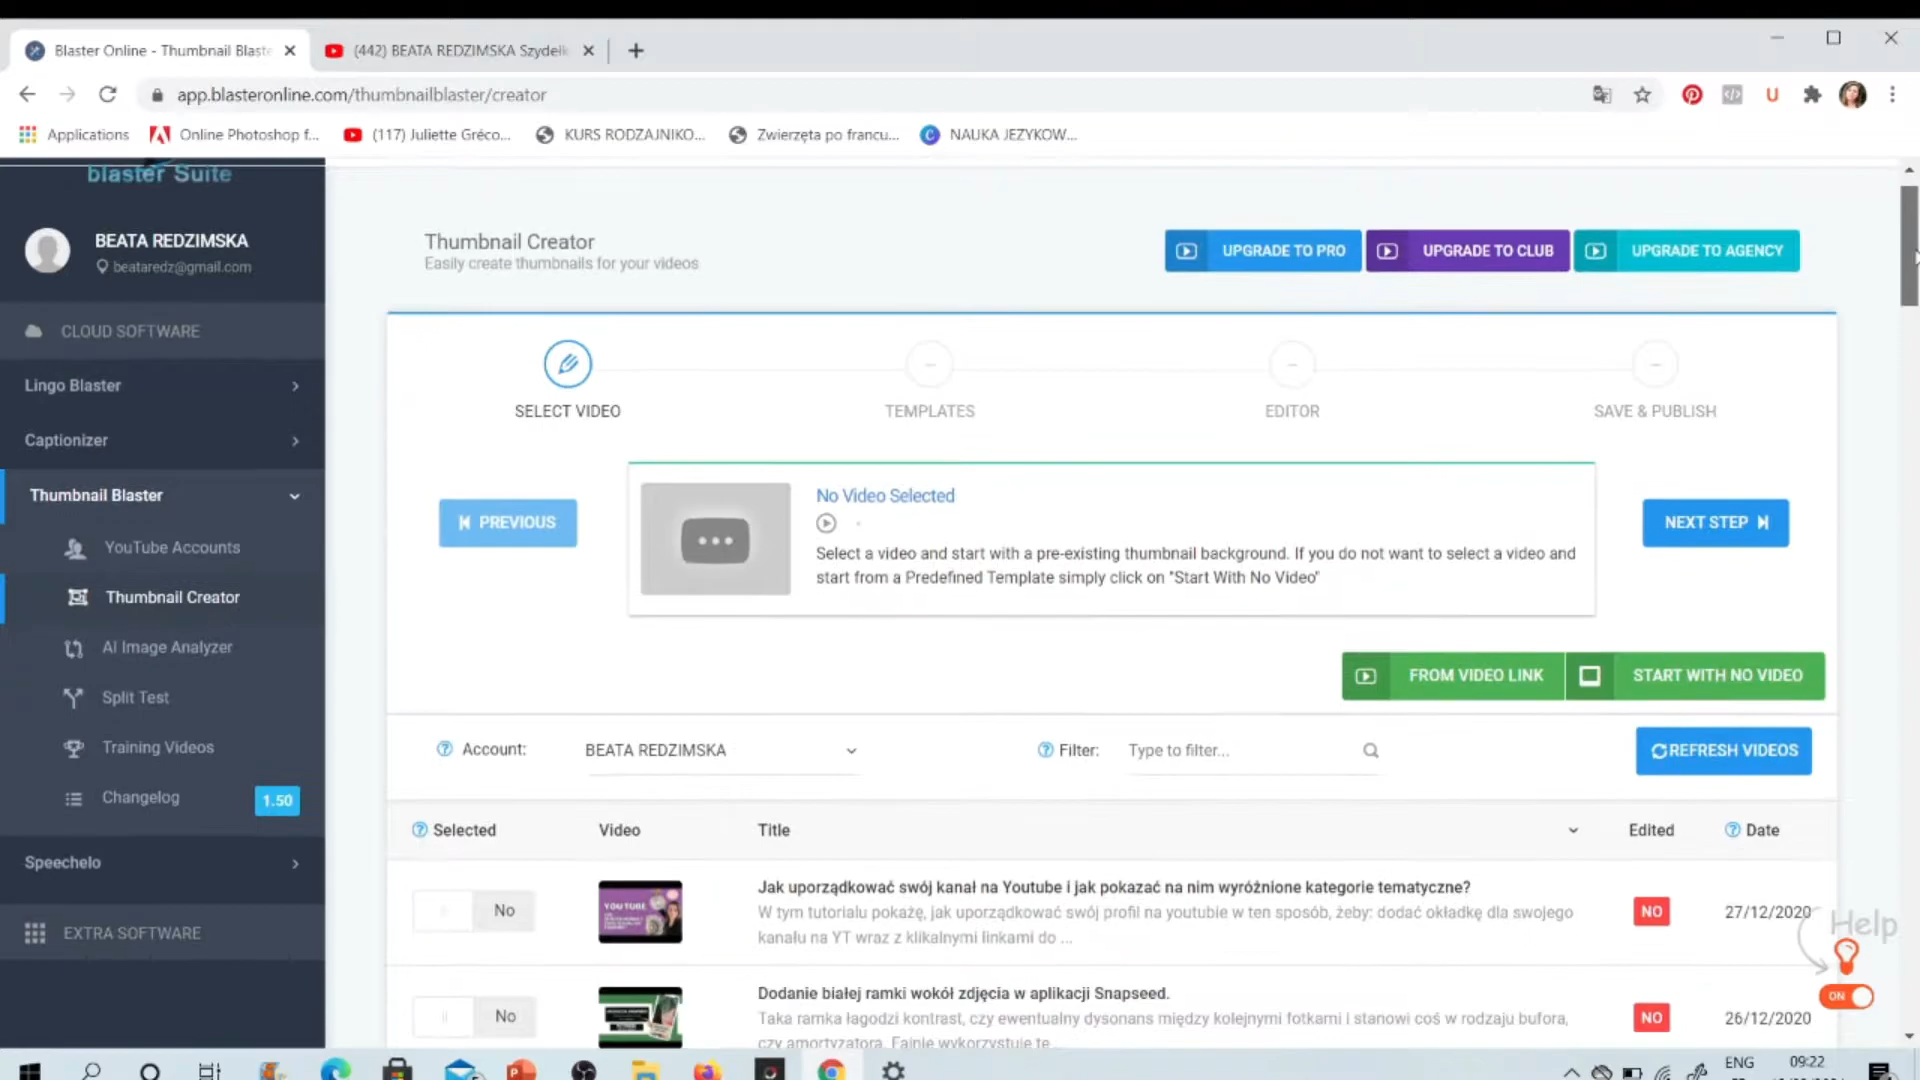 Blaster Online - Thumbnail Blaste
(442) BEATA REDZIMSKA Szydełk
app.blasteronline.com/thumbnailblaster/creator
Applications
Online Photoshop f...
(117) Juliette Gréco...
KURS RODZAJNIKO...
Zwierzęta po francu...
NAUKA JEZYKOW...
blaster Suite
BEATA REDZIMSKA
beataredz@gmail.com
CLOUD SOFTWARE
Lingo Blaster
Captionizer
Thumbnail Blaster
YouTube Accounts
Thumbnail Creator
AI Image Analyzer
Split Test
Training Videos
Changelog
1.50
Speechelo
EXTRA SOFTWARE
Thumbnail Creator
Easily create thumbnails for your videos
UPGRADE TO PRO
UPGRADE TO CLUB
UPGRADE TO AGENCY
SELECT VIDEO
TEMPLATES
EDITOR
SAVE & PUBLISH
PREVIOUS
No Video Selected
Select a video and start with a pre-existing thumbnail background. If you do not want to select a video and
start from a Predefined Template simply click on "Start With No Video"
NEXT STEP
FROM VIDEO LINK
START WITH NO VIDEO
Account:
BEATA REDZIMSKA
Filter:
Type to filter...
REFRESH VIDEOS
Selected
Video
Title
Edited
Date
No
YOUTUBE
Jak uporządkować swój kanał na Youtube i jak pokazać na nim wyróżnione kategorie tematyczne?
W tym tutorialu pokażę, jak uporządkować swój profil na youtubie w ten sposób, żeby: dodać okładkę dla swojego
kanału na YT wraz z klikalnymi linkami do ...
NO
27/12/2020
No
Dodanie białej ramki wokół zdjęcia w aplikacji Snapseed.
Taka ramka łagodzi kontrast, czy ewentualny dysonans między kolejnymi fotkami i stanowi coś w rodzaju bufora,
czy amortyzatora. Fajnie wykorzystuje te ...
NO
26/12/2020
Help
ON
ENG
09:22